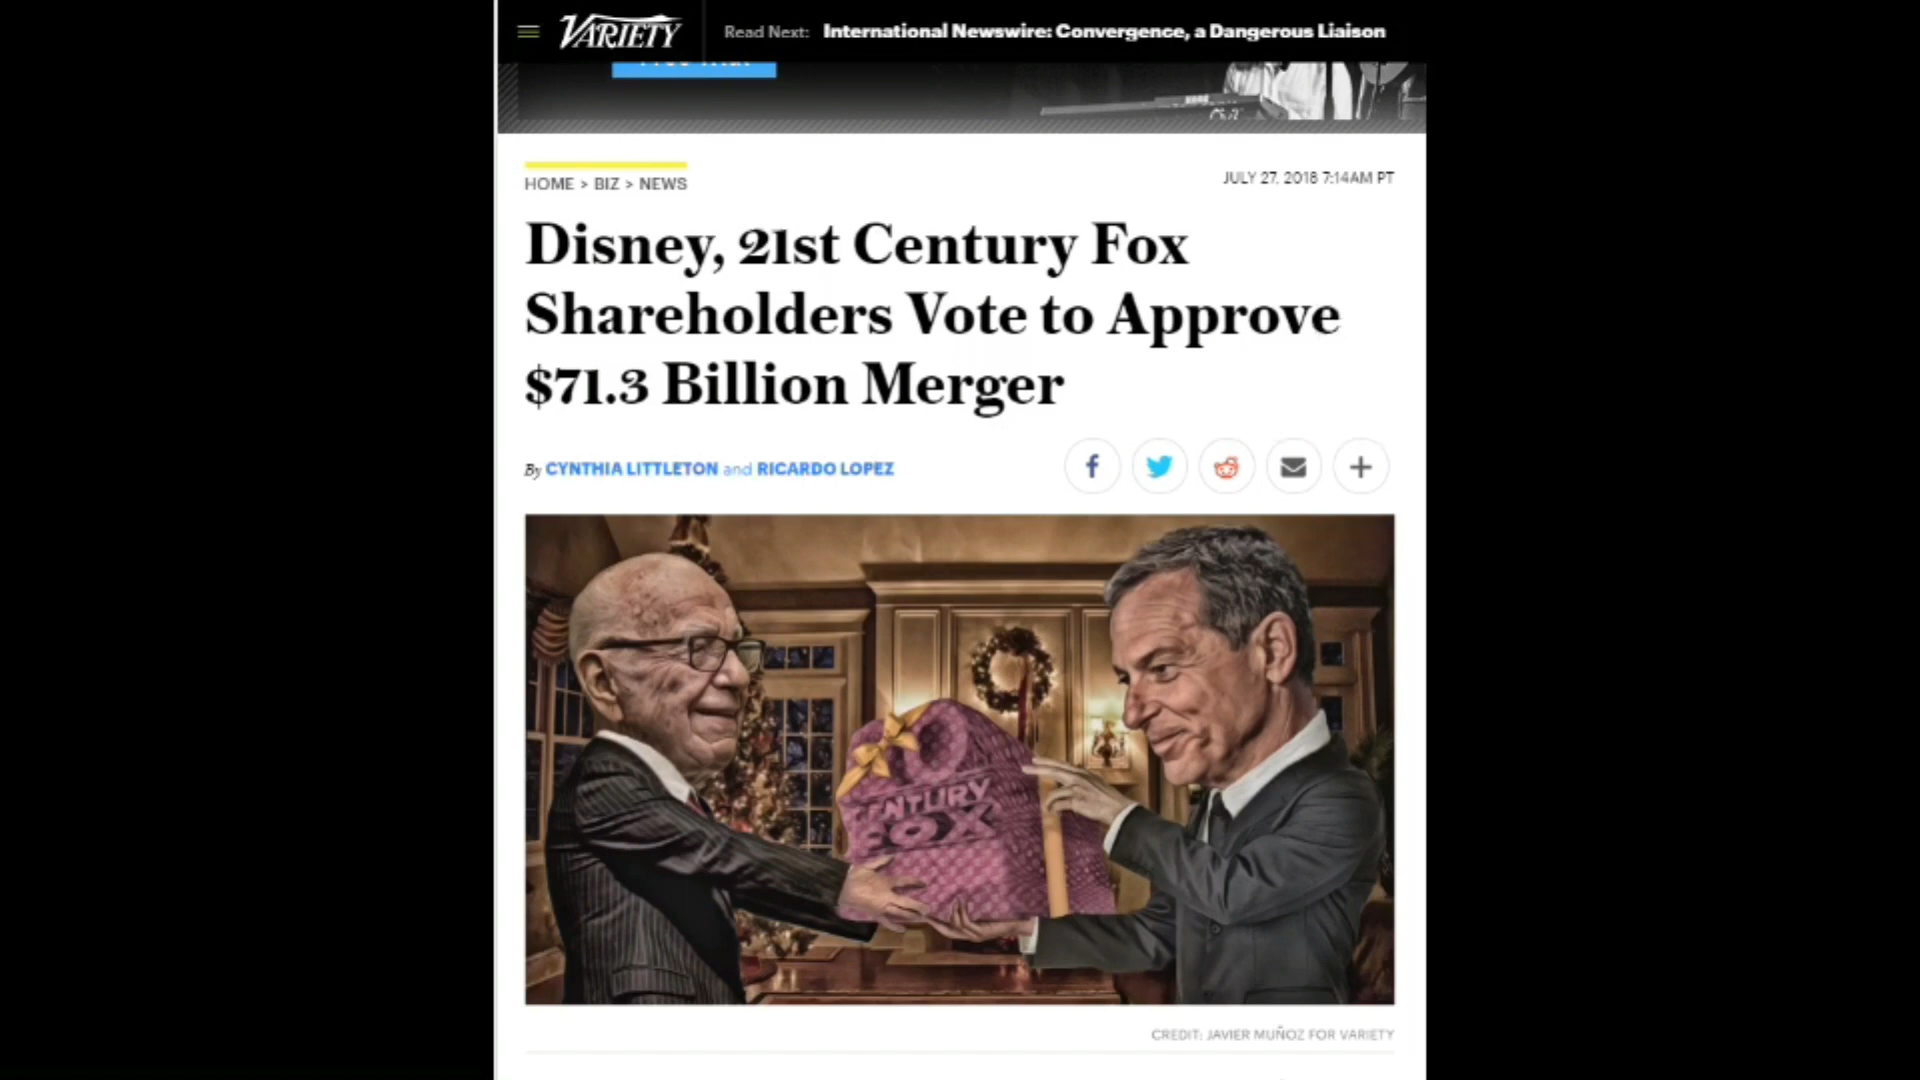 VARIETY
Read Next: International Newswire: Convergence, a Dangerous Liaison
HOME > BIZ > NEWS
JULY 27, 2018 7:14AM PT
Disney, 21st Century Fox
Shareholders Vote to Approve
$71.3 Billion Merger
By CYNTHIA LITTLETON and RICARDO LOPEZ
CENTURY
FOX
CREDIT: JAVIER MUÑOZ FOR VARIETY